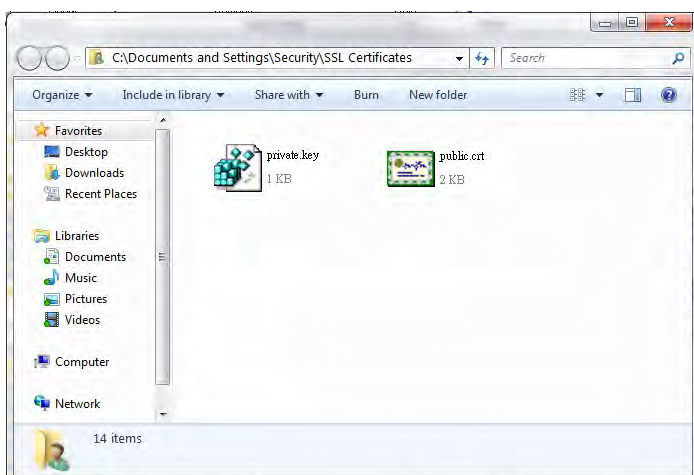 C:\Documents and Settings\Security\SSL Certificates
Search
Organize
Include in library
Share with
Burn
New folder
Favorites
Desktop
Downloads
Recent Places
Libraries
Documents
Music
Pictures
Videos
Computer
Network
private.key
1 KB
public.crt
2 KB
14 items